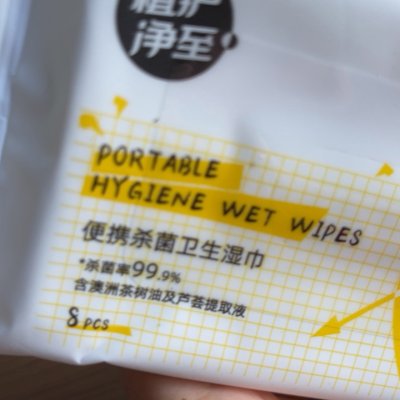 植护
净至
PORTABLE
HYGIENE WET WIPES
便携杀菌卫生湿巾
*杀菌率99.9%
含澳洲茶树油及芦荟提取液
8 PCS